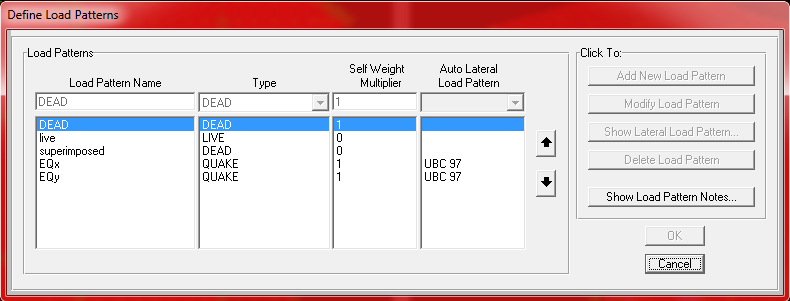 Define Load Patterns
Load Patterns
Click To:
Load Pattern Name Type Self Weight Multiplier Auto Lateral Load Pattern
DEAD DEAD 1
DEAD DEAD 1
live LIVE 0
superimposed DEAD 0
EQx QUAKE 1 UBC 97
EQy QUAKE 1 UBC 97
Add New Load Pattern
Modify Load Pattern
Show Lateral Load Pattern...
Delete Load Pattern
Show Load Pattern Notes...
OK
Cancel